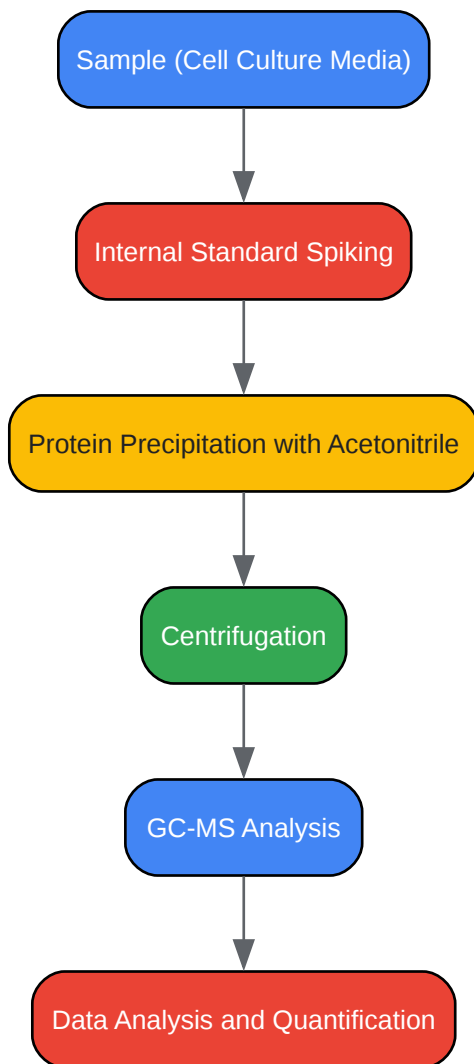 Sample (Cell Culture Media)
Internal Standard Spiking
Protein Precipitation with Acetonitrile
Centrifugation
GC-MS Analysis
Data Analysis and Quantification